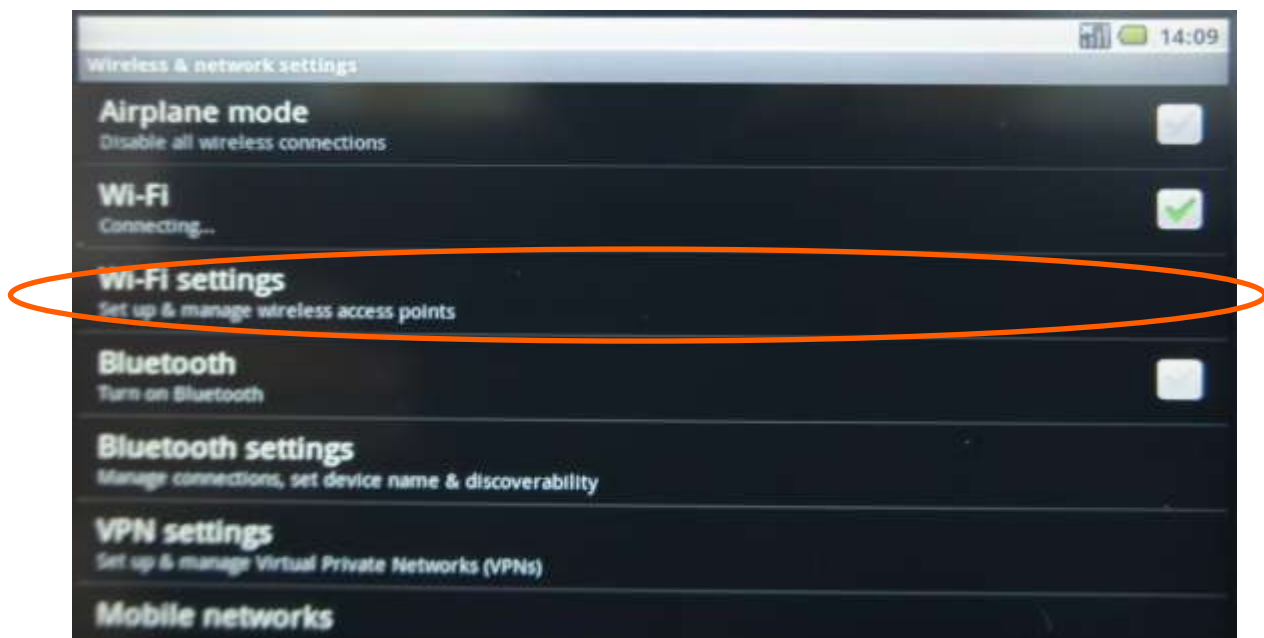 14:09
Wireless & network settings
Airplane mode
Disable all wireless connections
Wi-Fi
Connecting...
Wi-Fi settings
Set up & manage wireless access points
Bluetooth
Turn on Bluetooth
Bluetooth settings
Manage connections, set device name & discoverability
VPN settings
Set up & manage Virtual Private Networks (VPNs)
Mobile networks